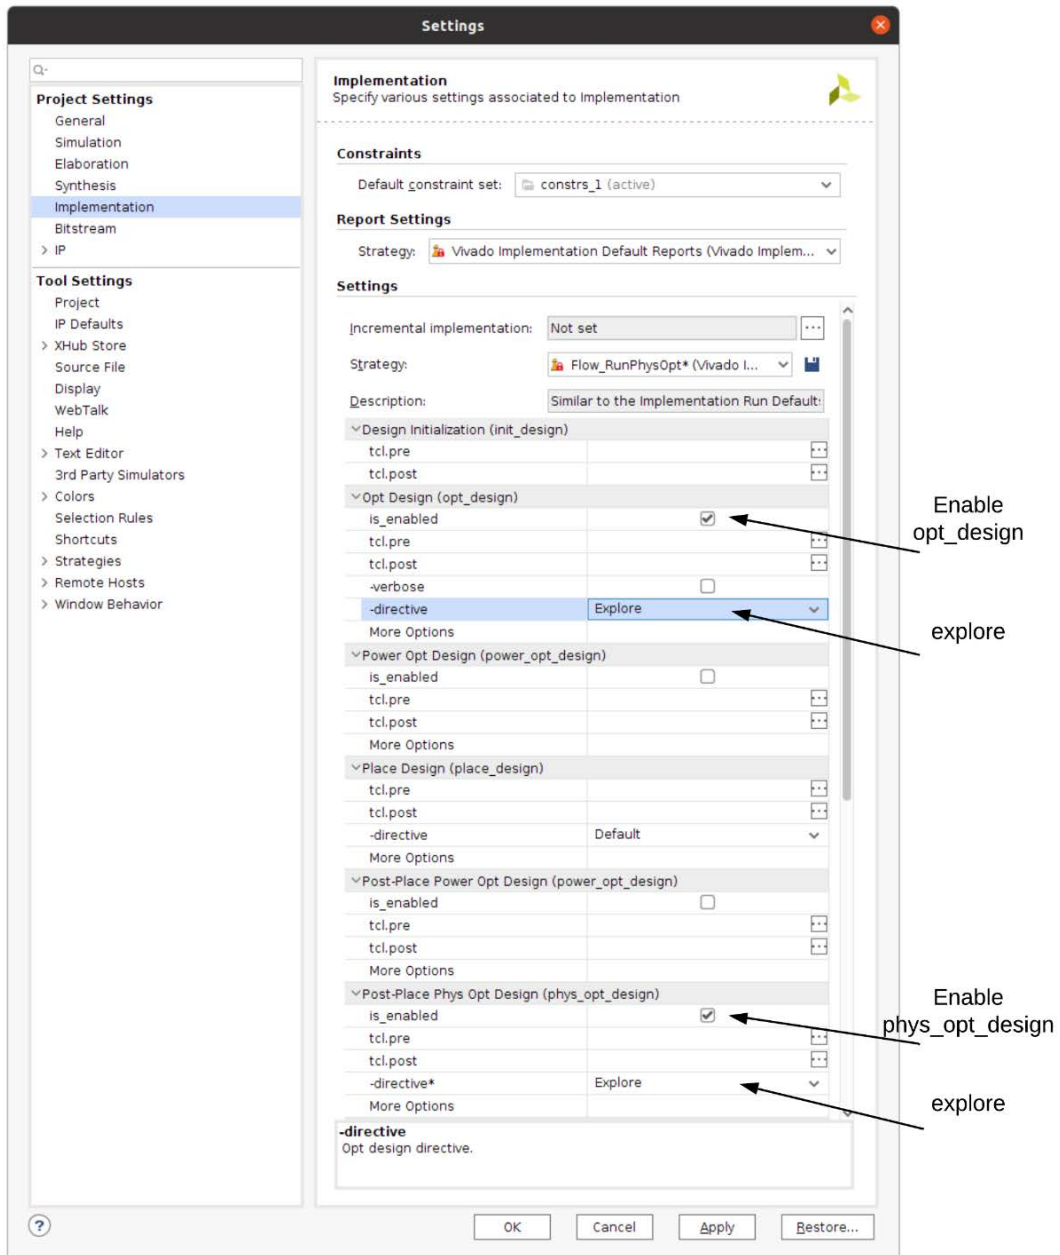 Settings
Project Settings
General
Simulation
Elaboration
Synthesis
Implementation
Bitstream
> IP
Tool Settings
Project
IP Defaults
> XHub Store
Source File
Display
WebTalk
Help
> Text Editor
3rd Party Simulators
> Colors
Selection Rules
Shortcuts
> Strategies
> Remote Hosts
> Window Behavior
Implementation
Specify various settings associated to Implementation
Constraints
Default constraint set: constrs_1 (active)
Report Settings
Strategy: Vivado Implementation Default Reports (Vivado Implem...
Settings
Incremental implementation: Not set ...
Strategy: Flow_RunPhysOpt* (Vivado I...
Description: Similar to the Implementation Run Default:
Design Initialization (init_design)
tcl.pre ...
tcl.post ...
Opt Design (opt_design)
is_enabled
tcl.pre ...
tcl.post ...
-verbose
-directive Explore
More Options
Power Opt Design (power_opt_design)
is_enabled
tcl.pre ...
tcl.post ...
More Options
Place Design (place_design)
tcl.pre ...
tcl.post ...
-directive Default
More Options
Post-Place Power Opt Design (power_opt_design)
is_enabled
tcl.pre ...
tcl.post ...
More Options
Post-Place Phys Opt Design (phys_opt_design)
is_enabled
tcl.pre ...
tcl.post ...
-directive* Explore
More Options
-directive
Opt design directive.
? OK Cancel Apply Restore...
Enable
opt_design
explore
Enable
phys_opt_design
explore